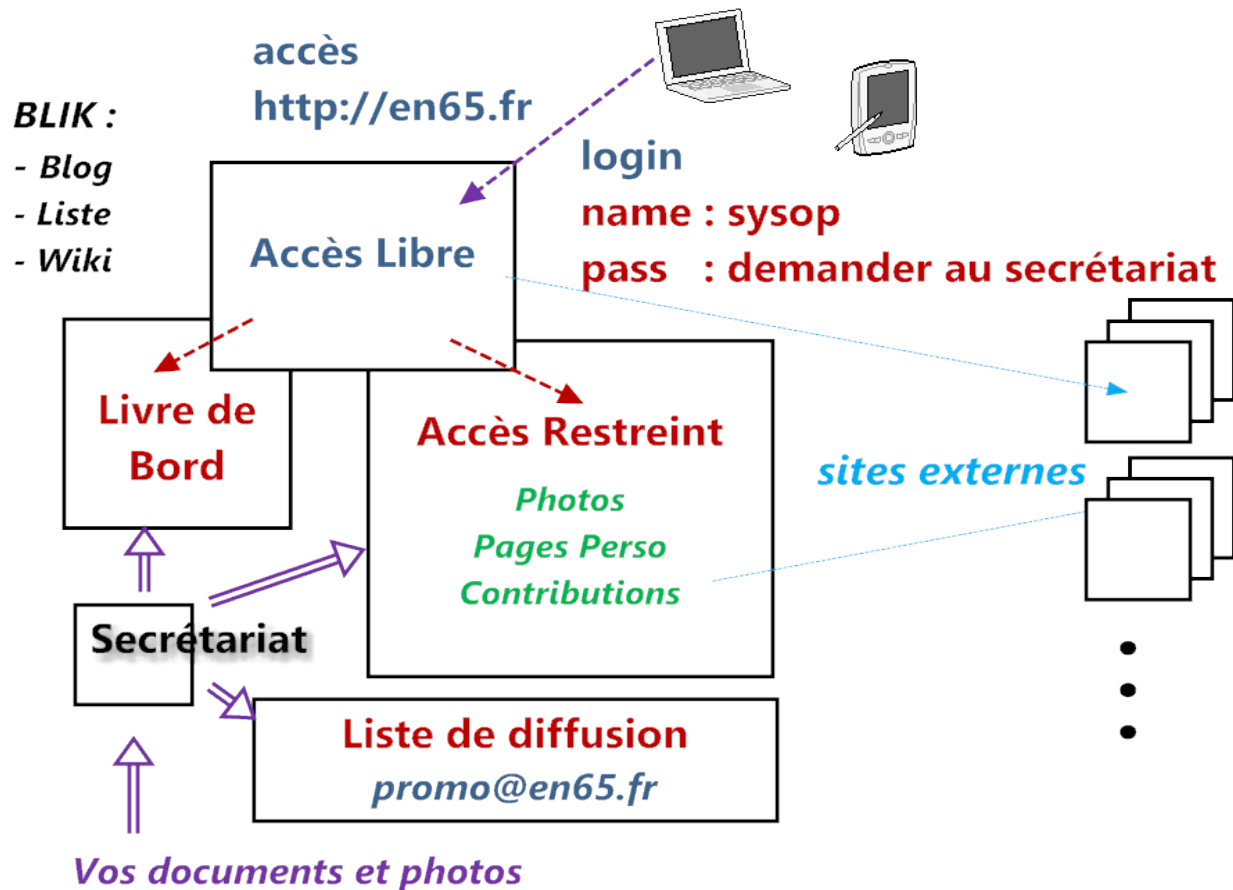 accès
http://en65.fr
BLIK :
- Blog
- Liste
- Wiki
login
name : sysop
pass : demander au secrétariat
Accès Libre
Livre de
Bord
Accès Restreint
Photos
Pages Perso
Contributions
sites externes
Secrétariat
Liste de diffusion
promo@en65.fr
Vos documents et photos